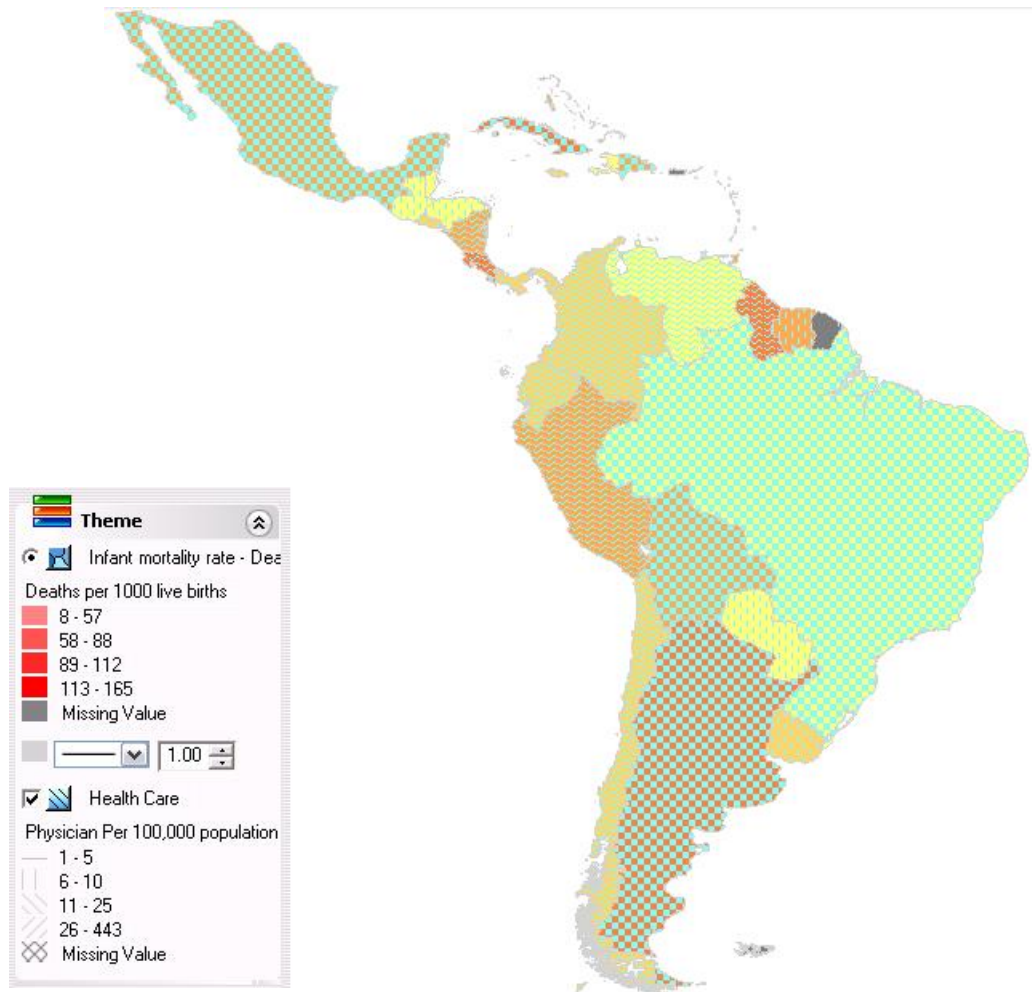 Theme
Infant mortality rate - Dea
Deaths per 1000 live births
8 - 57
58 - 88
89 - 112
113 - 165
Missing Value
1.00
Health Care
Physician Per 100,000 population
1 - 5
6 - 10
11 - 25
26 - 443
Missing Value